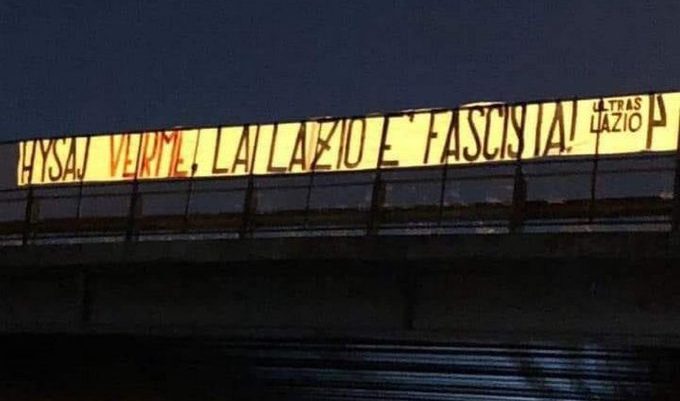 HYSAJ VERME, LA LAZIO E' FASCISTA!
ULTRAS
LAZIO
P